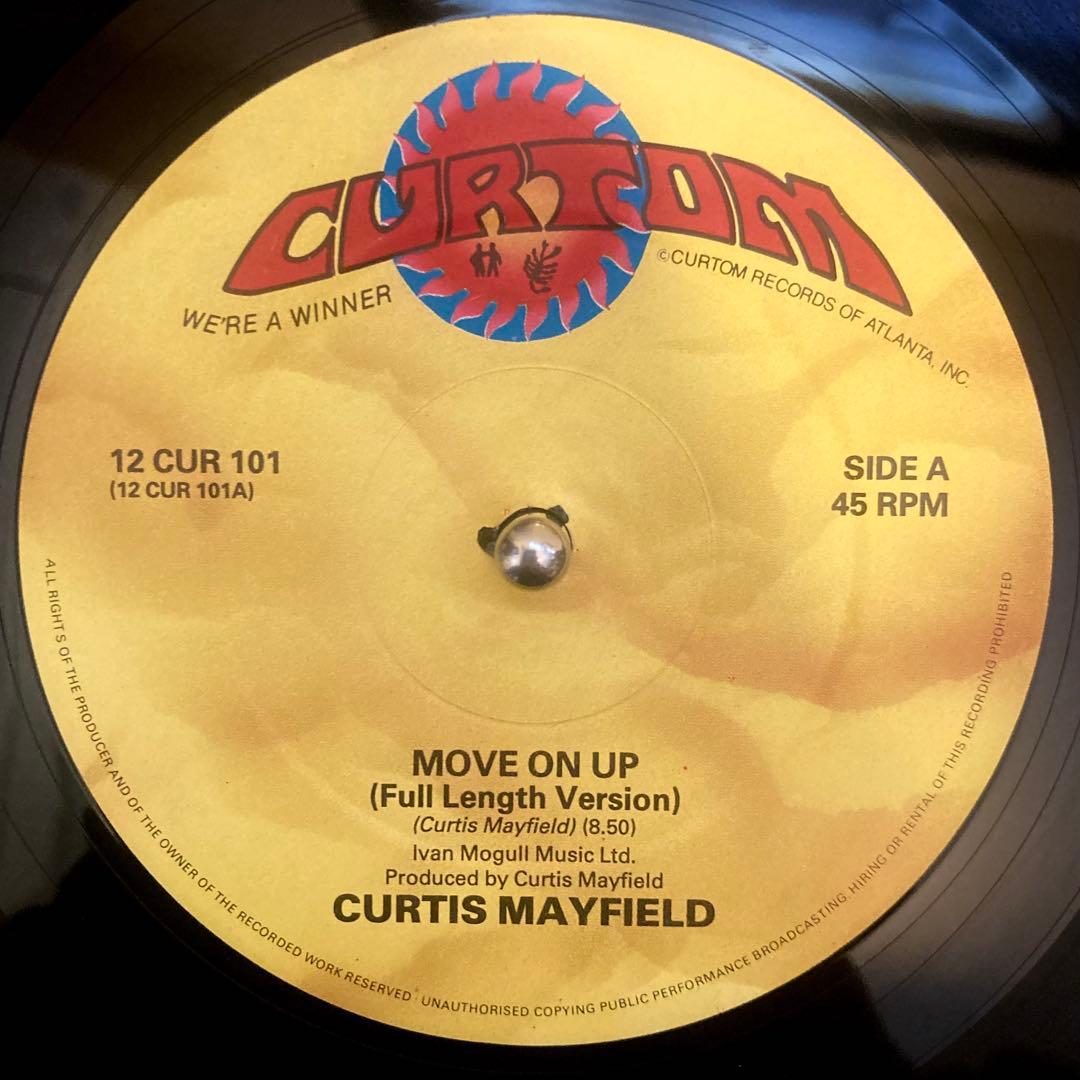 CURTOM
WE'RE A WINNER
©CURTOM RECORDS OF ATLANTA, INC.
12 CUR 101
(12 CUR 101A)
SIDE A
45 RPM
MOVE ON UP
(Full Length Version)
(Curtis Mayfield) (8.50)
Ivan Mogull Music Ltd.
Produced by Curtis Mayfield
CURTIS MAYFIELD
ALL RIGHTS OF THE PRODUCER AND OF THE OWNER OF THE RECORDED WORK RESERVED UNAUTHORISED COPYING PUBLIC PERFORMANCE BROADCASTING. HIRING OR RENTAL OF THIS RECORDING PROHIBITED